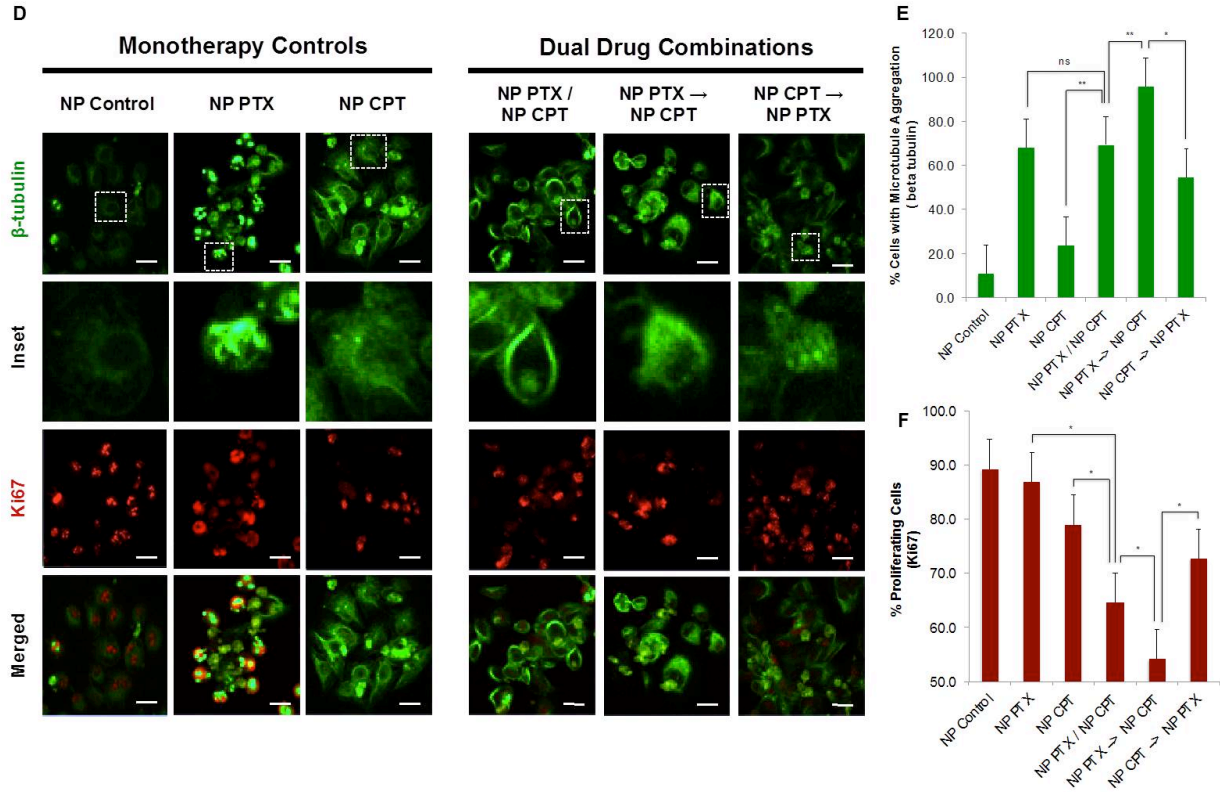 D
Monotherapy Controls
Dual Drug Combinations
NP Control
NP PTX
NP CPT
NP PTX /
NP CPT
NP PTX →
NP CPT
NP CPT →
NP PTX
β-tubulin
Inset
Ki67
Merged
E
% Cells with Microtubule Aggregation
( beta tubulin)
120.0
100.0
80.0
60.0
40.0
20.0
0.0
ns
**
**
*
NP Control
NP PTX
NP CPT
NP PTX / NP CPT
NP PTX -> NP CPT
NP CPT -> NP PTX
F
% Proliferating Cells
(Ki67)
100.0
90.0
80.0
70.0
60.0
50.0
*
*
*
*
NP Control
NP PTX
NP CPT
NP PTX / NP CPT
NP PTX -> NP CPT
NP CPT -> NP PTX